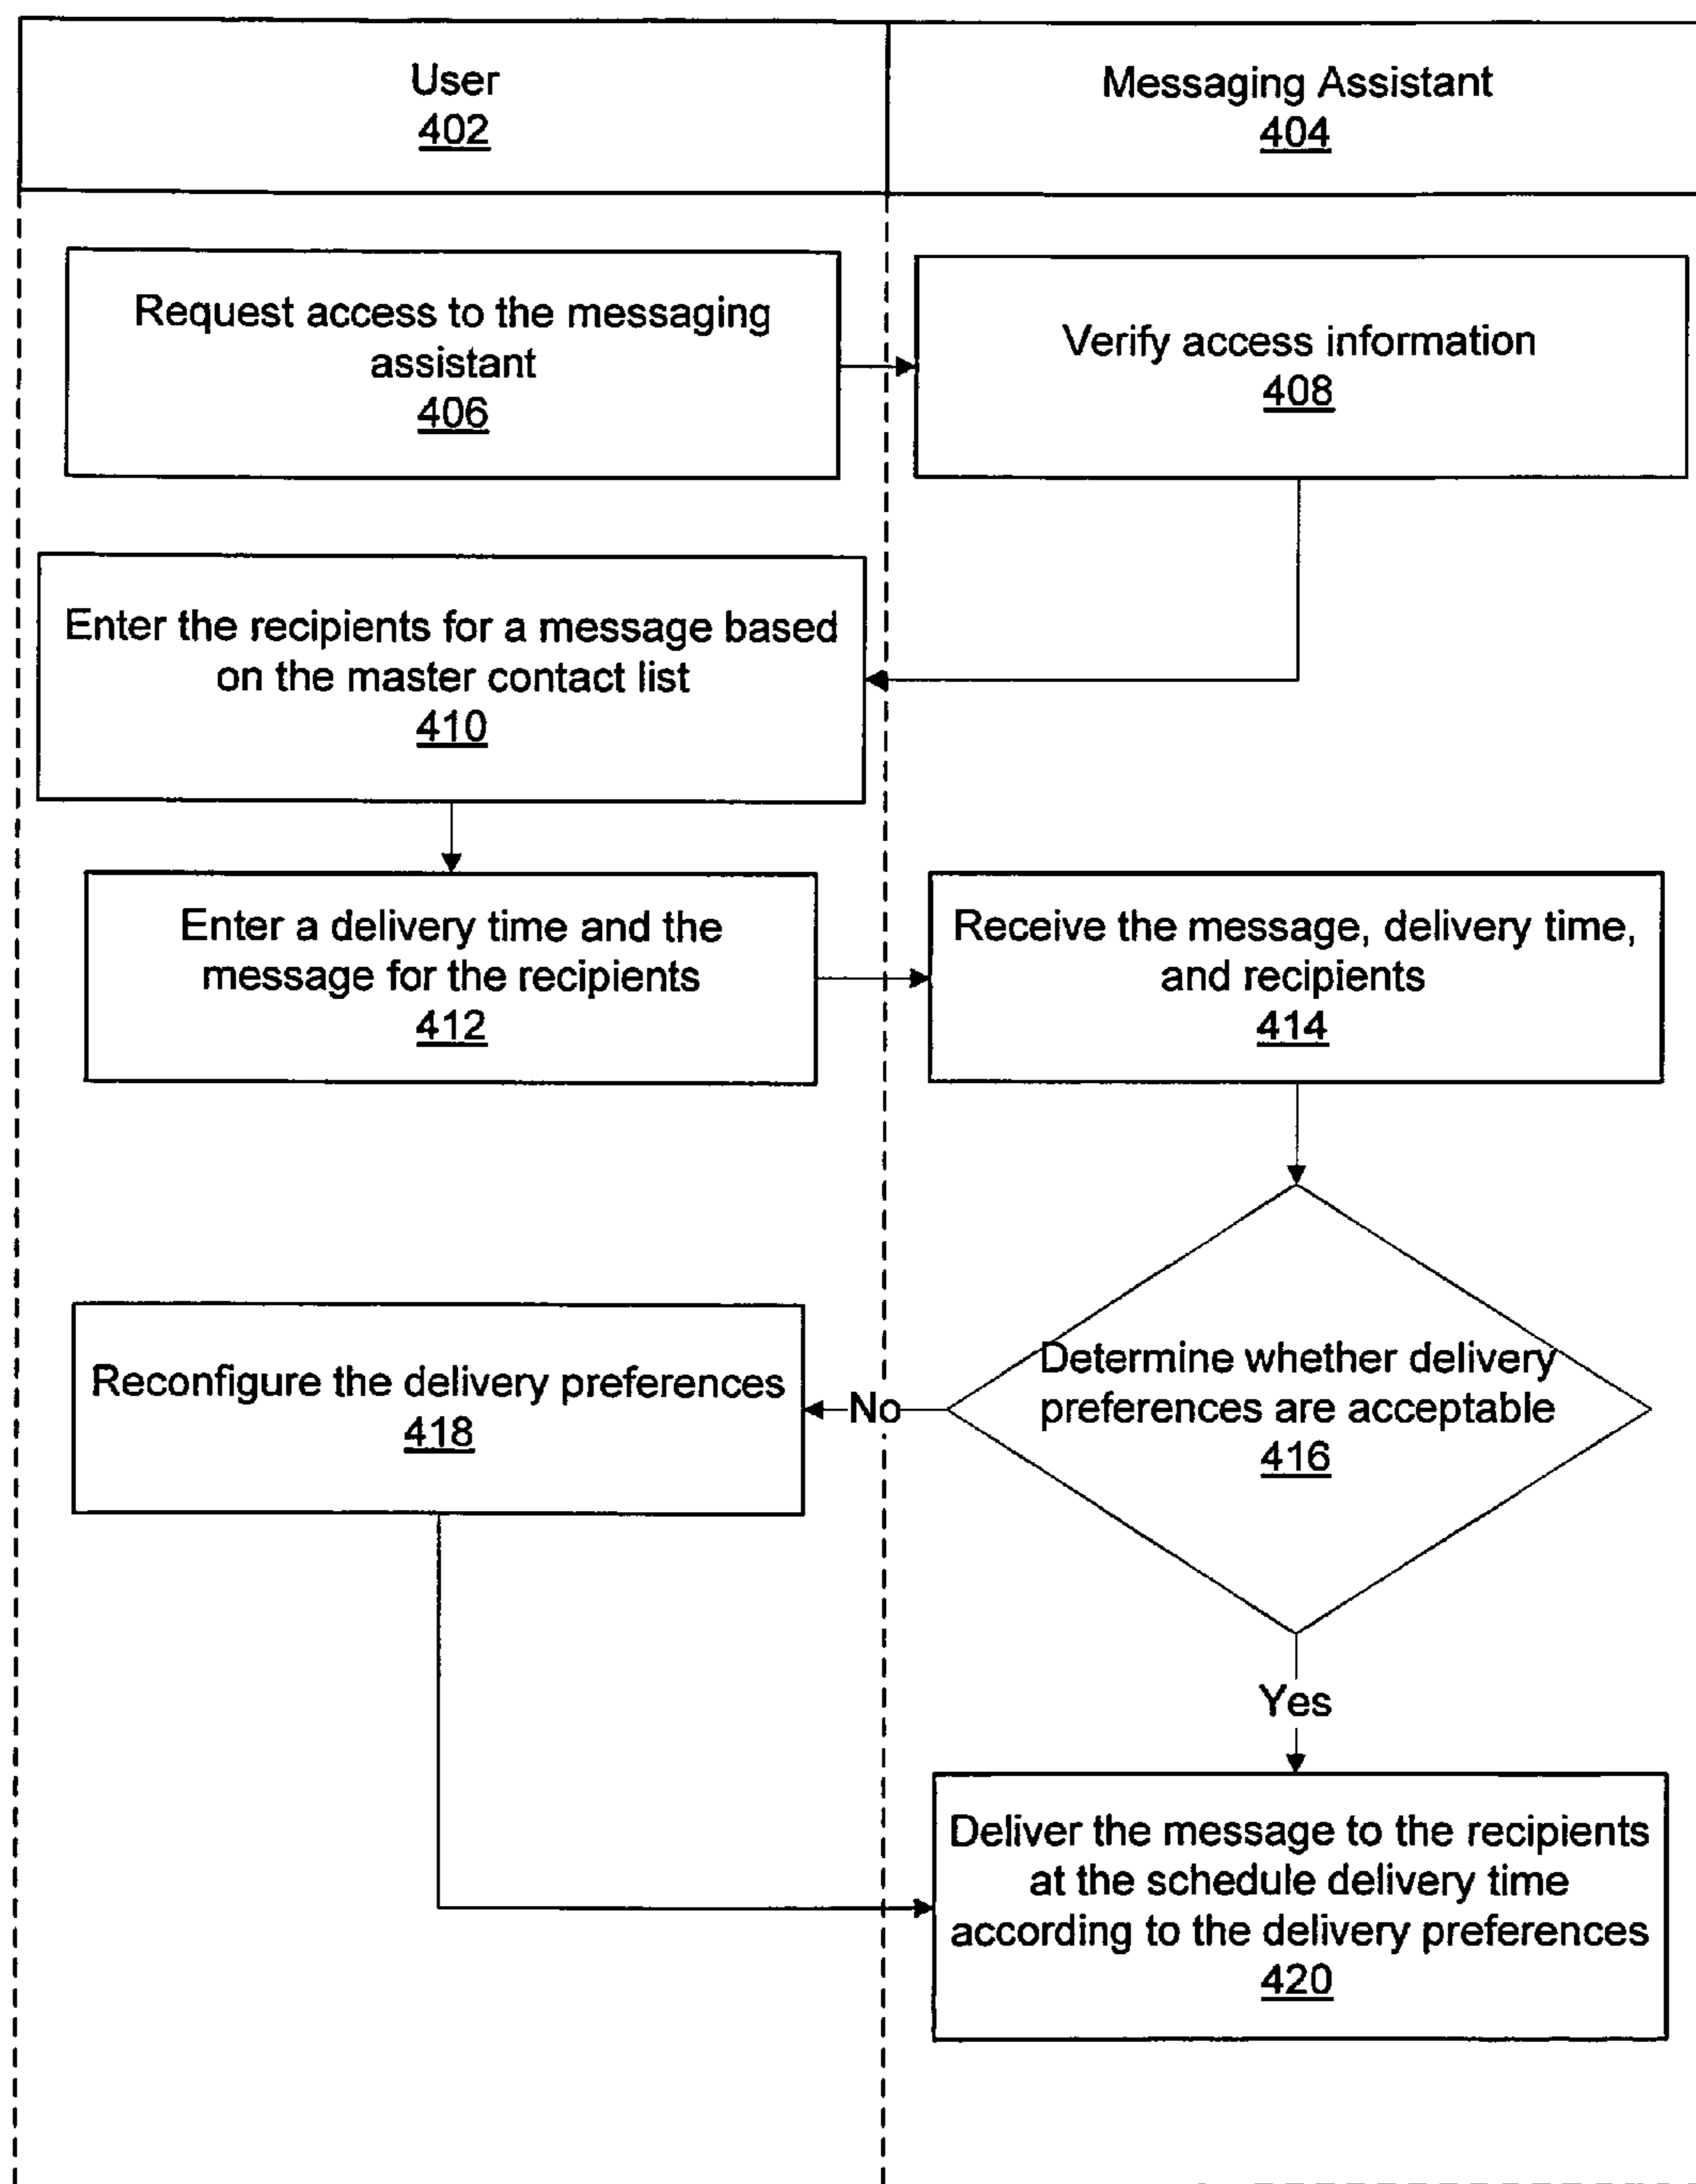 User
402
Messaging Assistant
404
Request access to the messaging
assistant
406
Verify access information
408
Enter the recipients for a message based
on the master contact list
410
Enter a delivery time and the
message for the recipients
412
Receive the message, delivery time,
and recipients
414
Determine whether delivery
preferences are acceptable
416
No
Reconfigure the delivery preferences
418
Yes
Deliver the message to the recipients
at the schedule delivery time
according to the delivery preferences
420